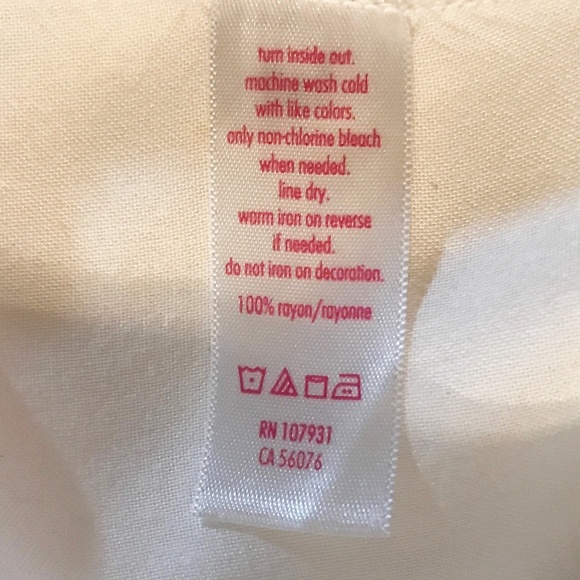 turn inside out.
machine wash cold
with like colors.
only non-chlorine bleach
when needed.
line dry.
warm iron on reverse
if needed.
do not iron on decoration.
100% rayon/rayonne
RN 107931
CA 56076